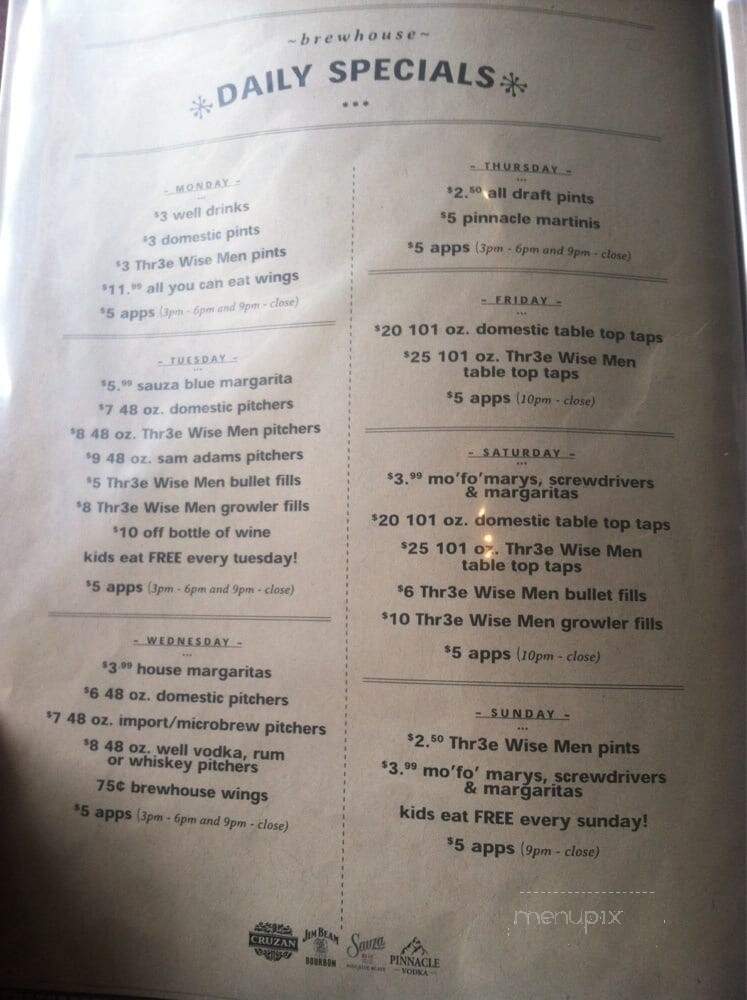 ~brewhouse~
DAILY SPECIALS
- MONDAY -
$3 well drinks
$3 domestic pints
$3 Thr3e Wise Men pints
$11.99 all you can eat wings
$5 apps (3pm - 6pm and 9pm - close)
- TUESDAY -
$5.99 sauza blue margarita
$7 48 oz. domestic pitchers
$8 48 oz. Thr3e Wise Men pitchers
$9 48 oz. sam adams pitchers
$5 Thr3e Wise Men bullet fills
$8 Thr3e Wise Men growler fills
$10 off bottle of wine
kids eat FREE every tuesday!
$5 apps (3pm - 6pm and 9pm - close)
- WEDNESDAY -
$3.99 house margaritas
$6 48 oz. domestic pitchers
$7 48 oz. import/microbrew pitchers
$8 48 oz. well vodka, rum
or whiskey pitchers
75¢ brewhouse wings
$5 apps (3pm - 6pm and 9pm - close)
- THURSDAY -
$2.50 all draft pints
$5 pinnacle martinis
$5 apps (3pm - 6pm and 9pm - close)
- FRIDAY -
$20 101 oz. domestic table top taps
$25 101 oz. Thr3e Wise Men
table top taps
$5 apps (10pm - close)
- SATURDAY -
$3.99 mo'fo'marys, screwdrivers
& margaritas
$20 101 oz. domestic table top taps
$25 101 oz. Thr3e Wise Men
table top taps
$6 Thr3e Wise Men bullet fills
$10 Thr3e Wise Men growler fills
$5 apps (10pm - close)
- SUNDAY -
$2.50 Thr3e Wise Men pints
$3.99 mo'fo' marys, screwdrivers
& margaritas
kids eat FREE every sunday!
$5 apps (9pm - close)
menupix
CRUZAN
JIM BEAM
BOURBON
Sauza
PINNACLE
VODKA